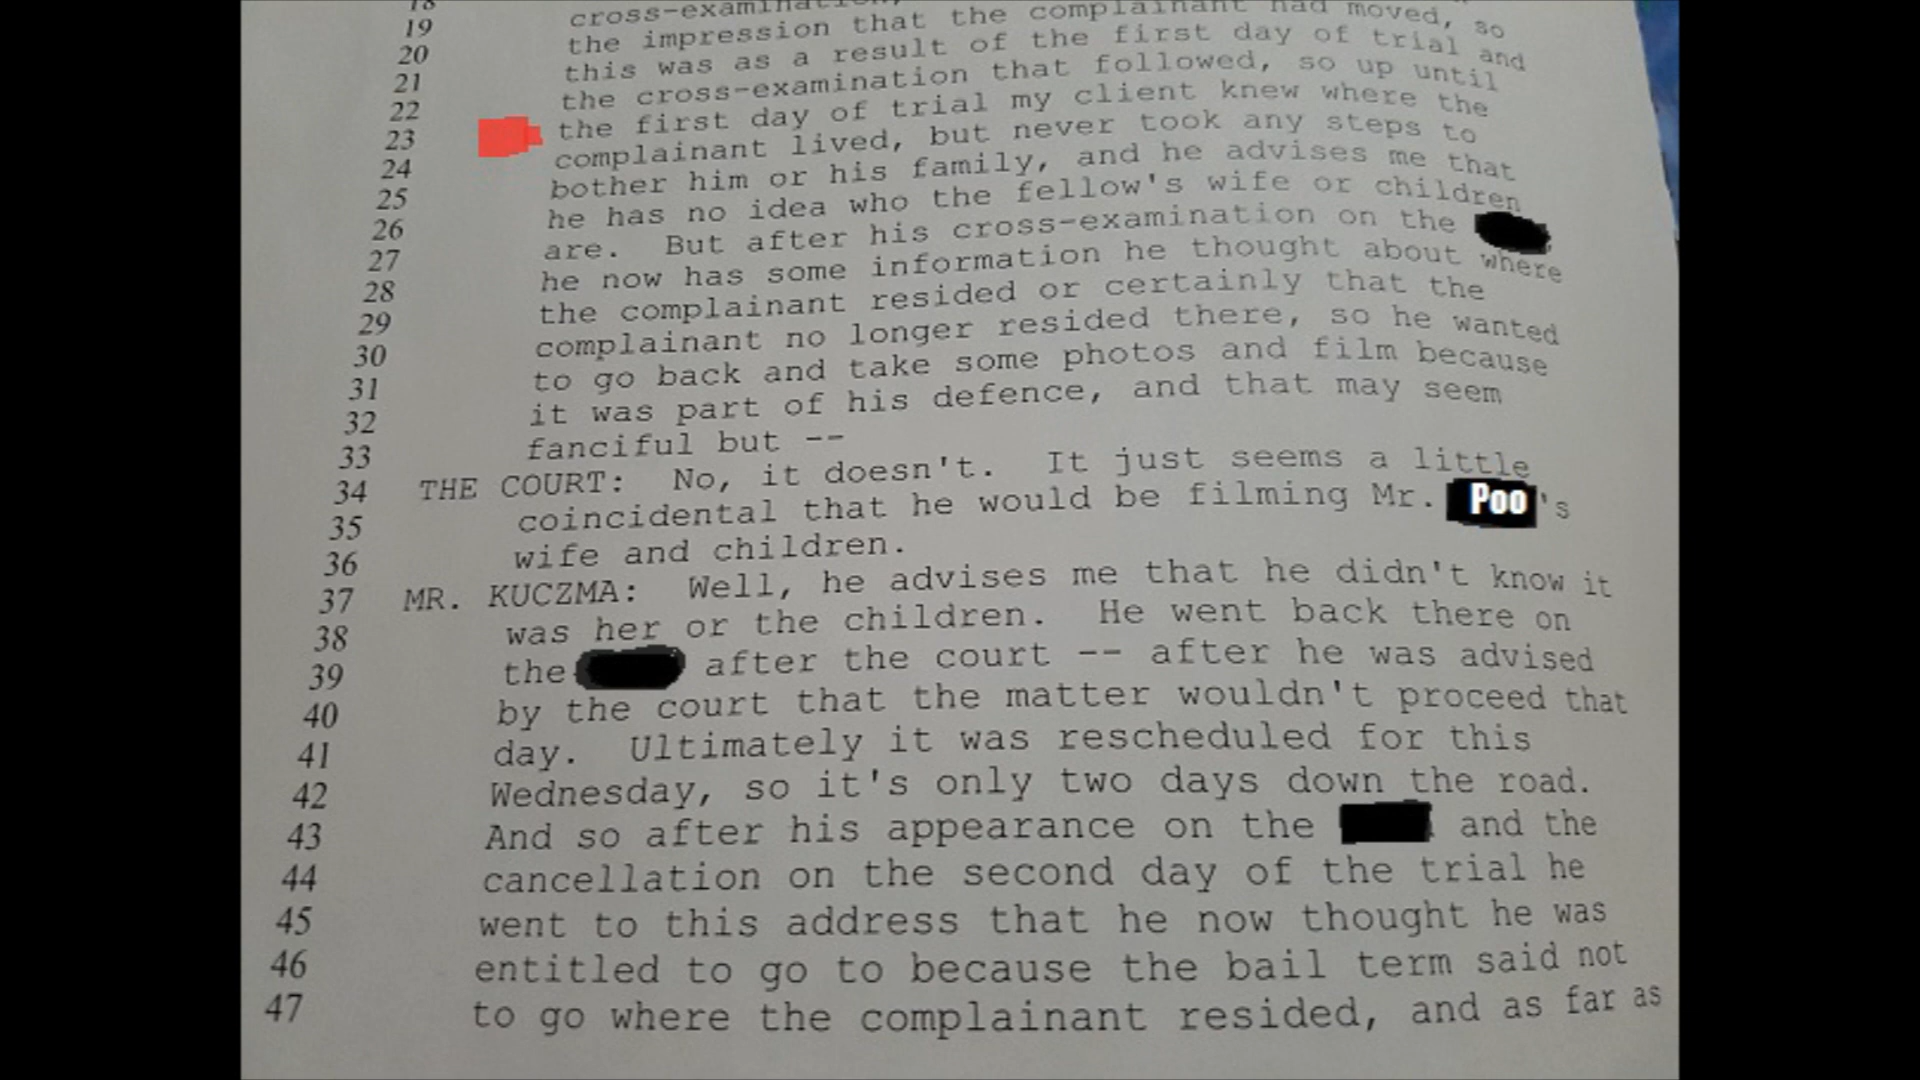 18
19 cross-examination,
20 the impression that the complainant had moved, so
21 this was as a result of the first day of trial and
22 the cross-examination that followed, so up until
23 the first day of trial my client knew where the
24 complainant lived, but never took any steps to
25 bother him or his family, and he advises me that
26 he has no idea who the fellow's wife or children
27 are. But after his cross-examination on the
28 he now has some information he thought about where
29 the complainant resided or certainly that the
30 complainant no longer resided there, so he wanted
31 to go back and take some photos and film because
32 it was part of his defence, and that may seem
33 fanciful but --
34 THE COURT: No, it doesn't. It just seems a little
35 coincidental that he would be filming Mr. Poo's
36 wife and children.
37 MR. KUCZMA: Well, he advises me that he didn't know it
38 was her or the children. He went back there on
39 the after the court -- after he was advised
40 by the court that the matter wouldn't proceed that
41 day. Ultimately it was rescheduled for this
42 Wednesday, so it's only two days down the road.
43 And so after his appearance on the and the
44 cancellation on the second day of the trial he
45 went to this address that he now thought he was
46 entitled to go to because the bail term said not
47 to go where the complainant resided, and as far as